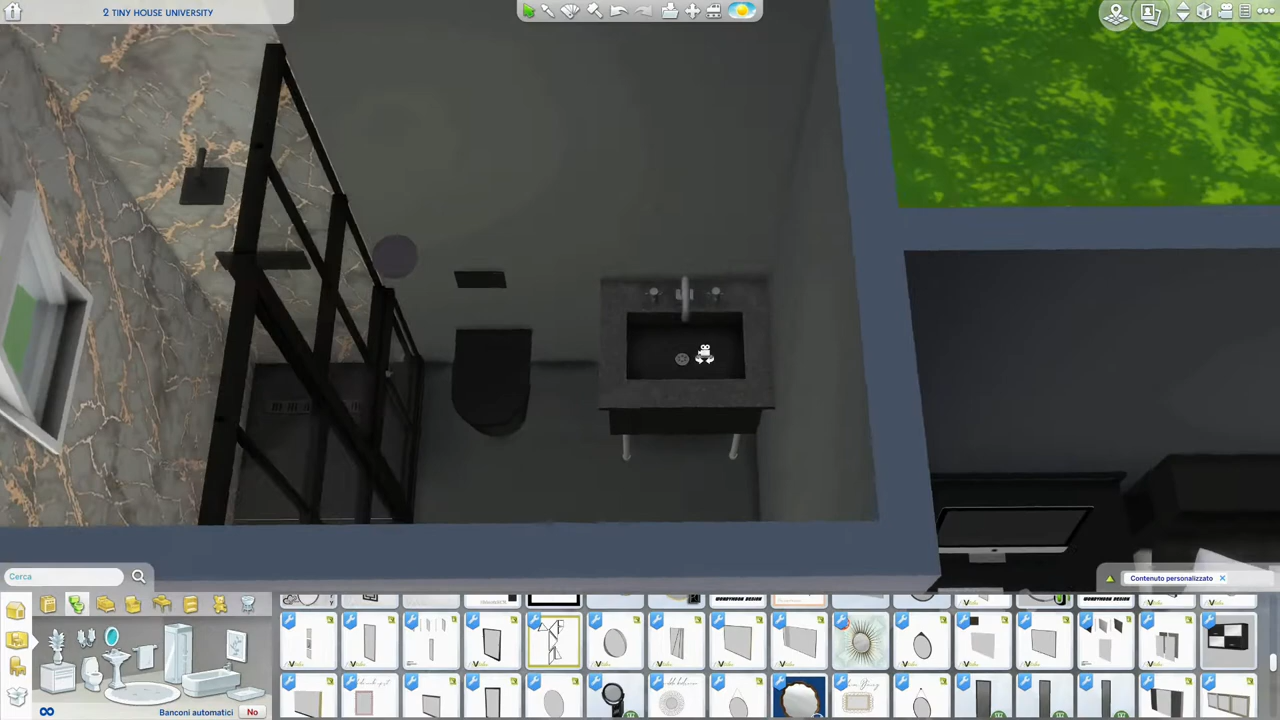 2 TINY HOUSE UNIVERSITY
Cerca
Contenuto personalizzato
Banconi automatici
No